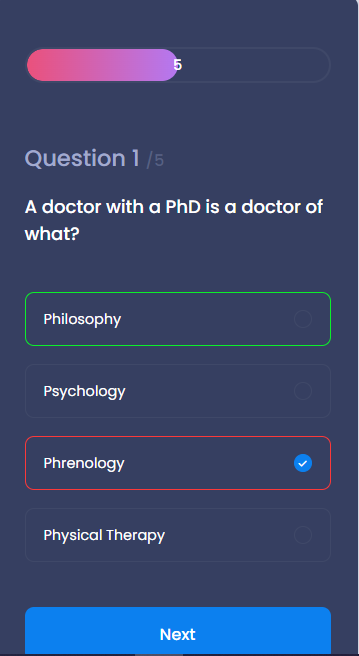 5
Question 1 /5
A doctor with a PhD is a doctor of
what?
Philosophy
Psychology
Phrenology
Physical Therapy
Next